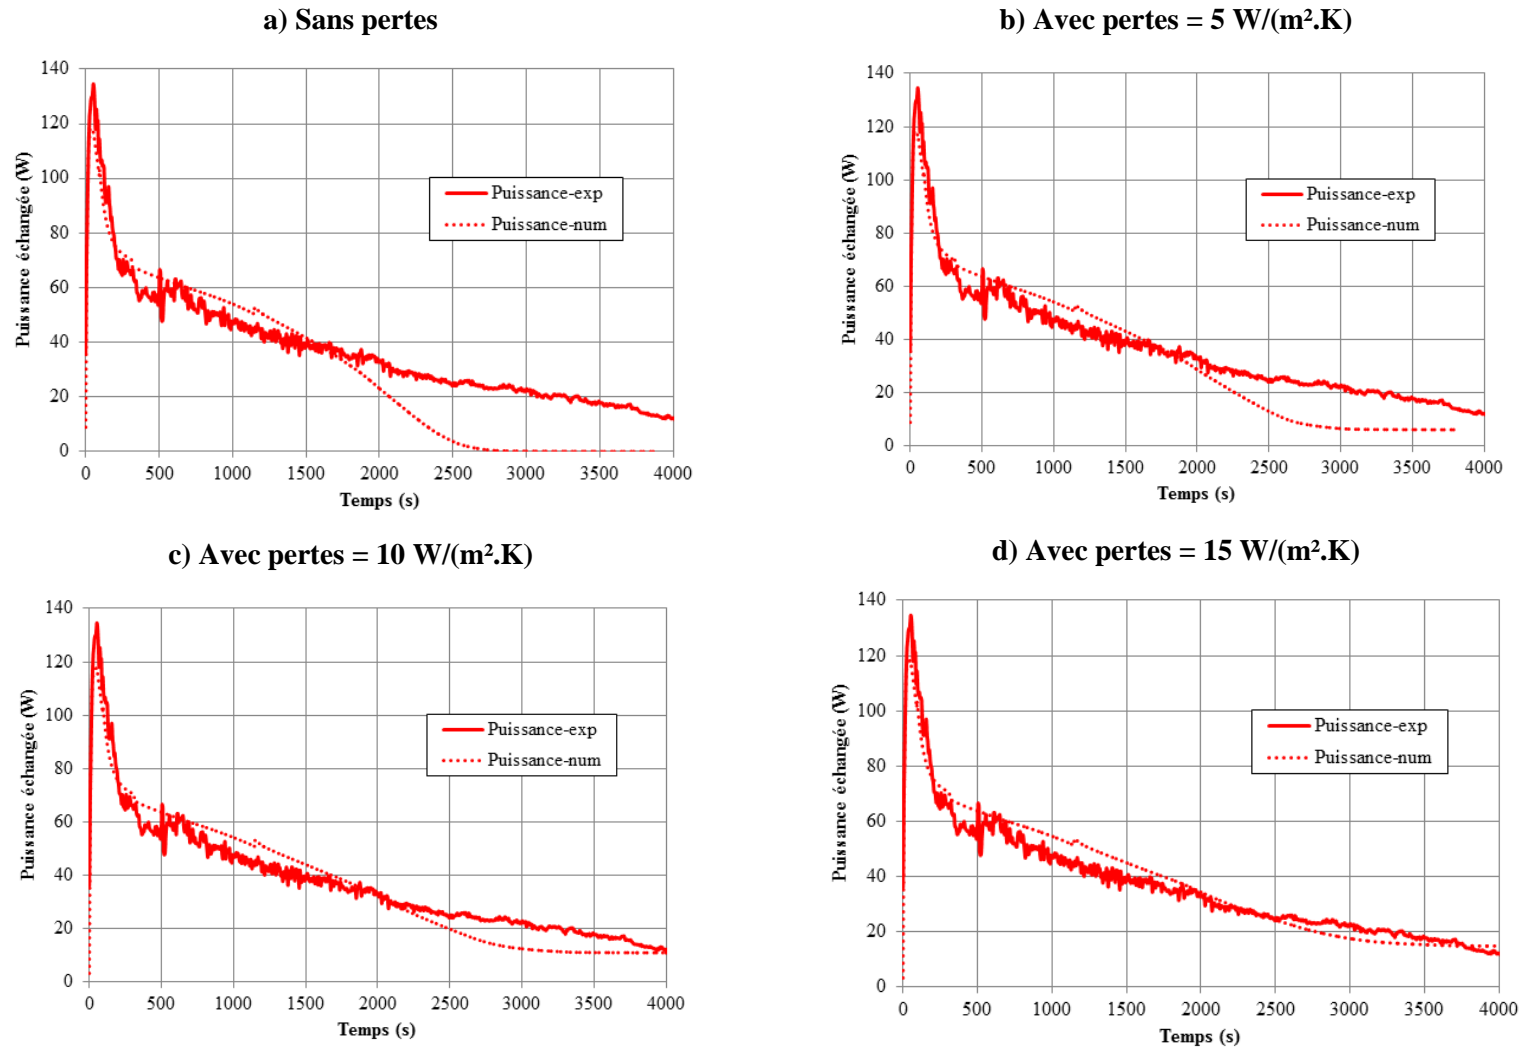 a) Sans pertes
140
120
100
80
60
40
20
0
Puissance échangée (W)
Puissance-exp
Puissance-num
0 500 1000 1500 2000 2500 3000 3500 4000
Temps (s)
b) Avec pertes = 5 W/(m².K)
140
120
100
80
60
40
20
0
Puissance échangée (W)
Puissance-exp
Puissance-num
0 500 1000 1500 2000 2500 3000 3500 4000
Temps (s)
c) Avec pertes = 10 W/(m².K)
140
120
100
80
60
40
20
0
Puissance échangée (W)
Puissance-exp
Puissance-num
0 500 1000 1500 2000 2500 3000 3500 4000
Temps (s)
d) Avec pertes = 15 W/(m².K)
140
120
100
80
60
40
20
0
Puissance échangée (W)
Puissance-exp
Puissance-num
0 500 1000 1500 2000 2500 3000 3500 4000
Temps (s)